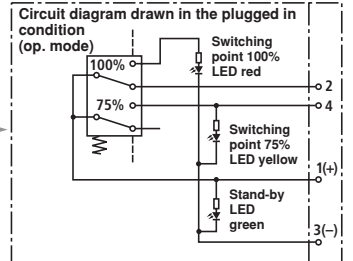 Circuit diagram drawn in the plugged in
condition
(op. mode)
Switching
point 100%
LED red
100%
2
75%
4
Switching
point 75%
LED yellow
1(+)
Stand-by
LED
green
3(–)